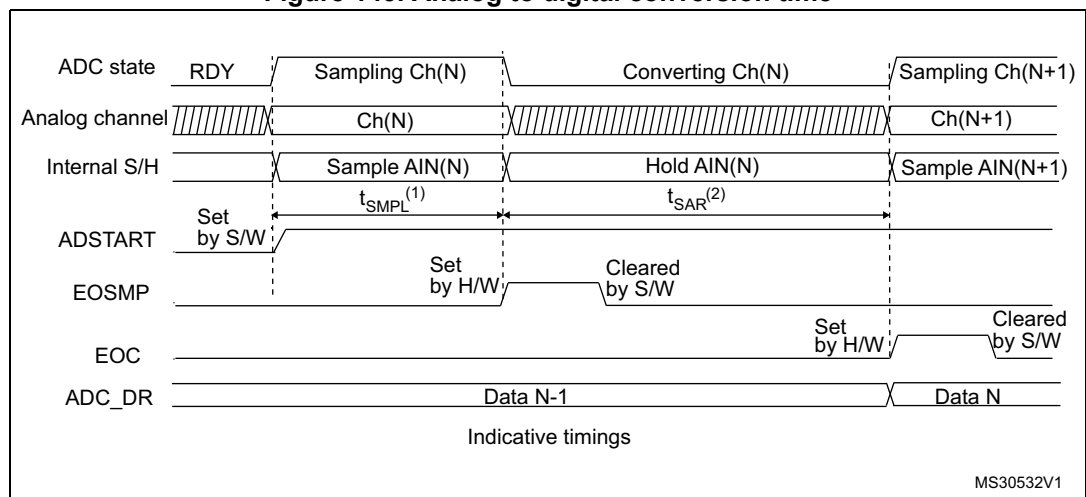 Figure 143. Analog to digital conversion time
ADC state RDY Sampling Ch(N) Converting Ch(N) Sampling Ch(N+1)
Analog channel Ch(N) Ch(N+1)
Internal S/H Sample AIN(N) Hold AIN(N) Sample AIN(N+1)
tSMPL(1) tSAR(2)
Set
by S/W
ADSTART
Set
by H/W
Cleared
by S/W
EOSMP
Set
by H/W
Cleared
by S/W
EOC
ADC_DR Data N-1 Data N
Indicative timings
MS30532V1